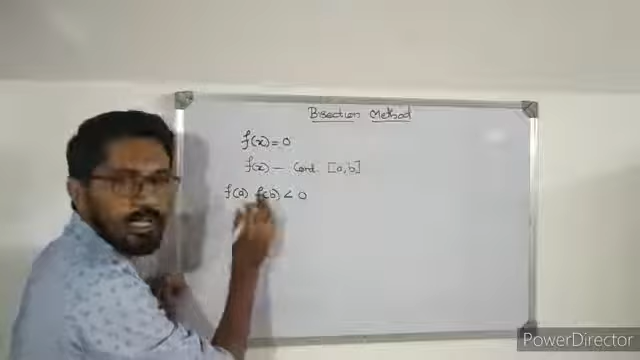 Bisection Method
f(x) = 0
f(x) — cont. [a, b]
f(a) f(b) < 0
PowerDirector